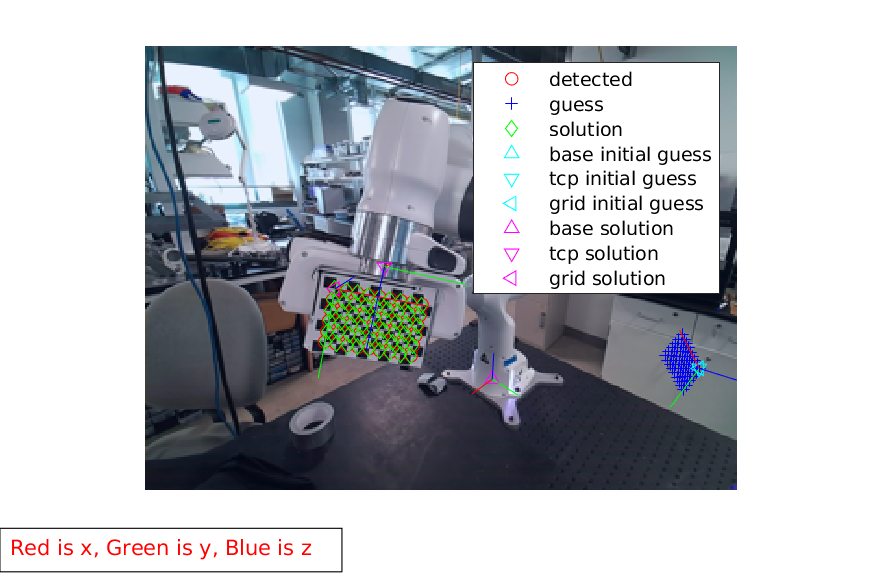 detected
guess
solution
base initial guess
tcp initial guess
grid initial guess
base solution
tcp solution
grid solution
Red is x, Green is y, Blue is z